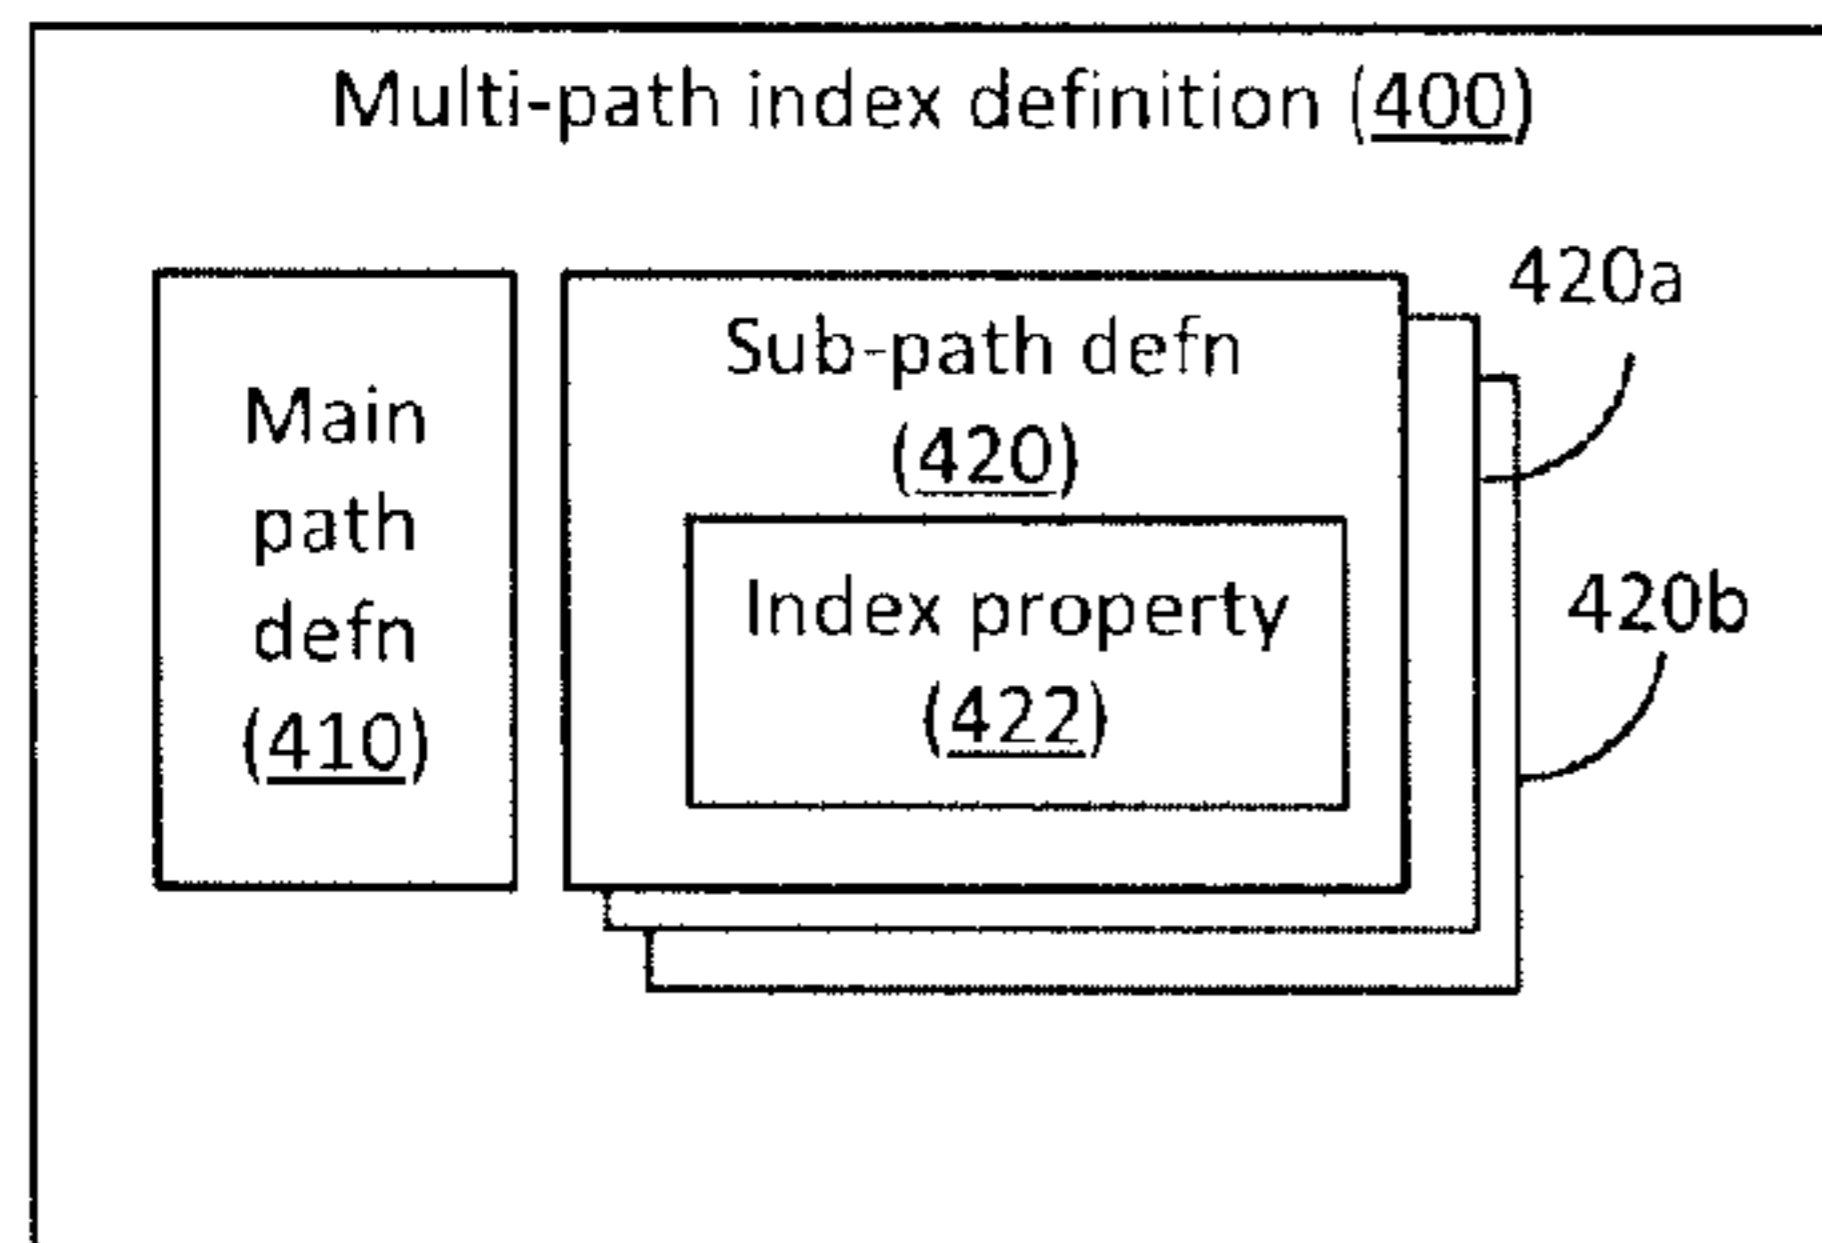 Multi-path index definition (400)
Main
path
defn
(410)
Sub-path defn
(420)
Index property
(422)
420a
420b